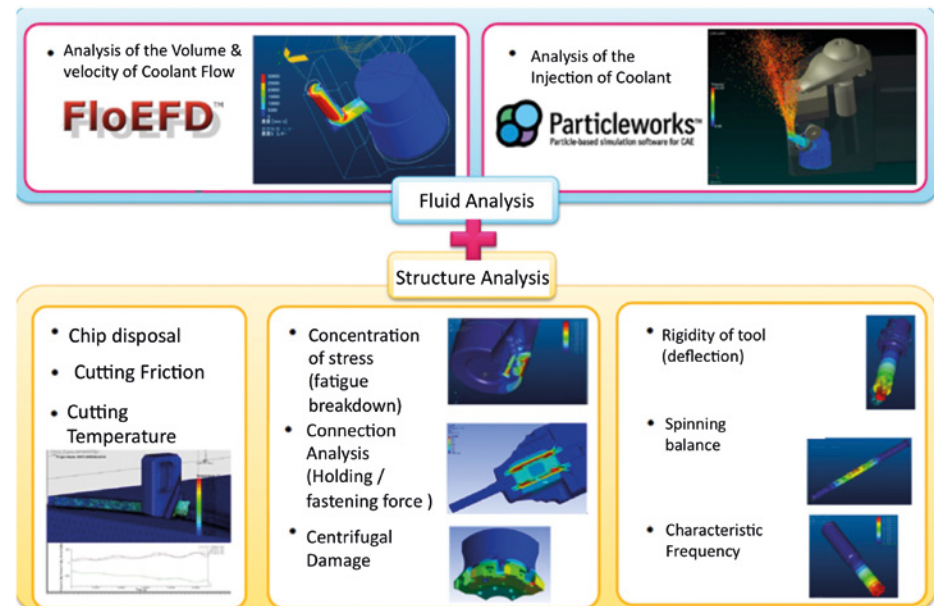 • Analysis of the Volume &
velocity of Coolant Flow
FloEFD™
• Analysis of the
Injection of Coolant
Particleworks™
Particle-based simulation software for CAE
Fluid Analysis
Structure Analysis
• Chip disposal
• Cutting Friction
• Cutting
Temperature
• Concentration
of stress
(fatigue
breakdown)
• Connection
Analysis
(Holding /
fastening force )
• Centrifugal
Damage
• Rigidity of tool
(deflection)
• Spinning
balance
• Characteristic
Frequency